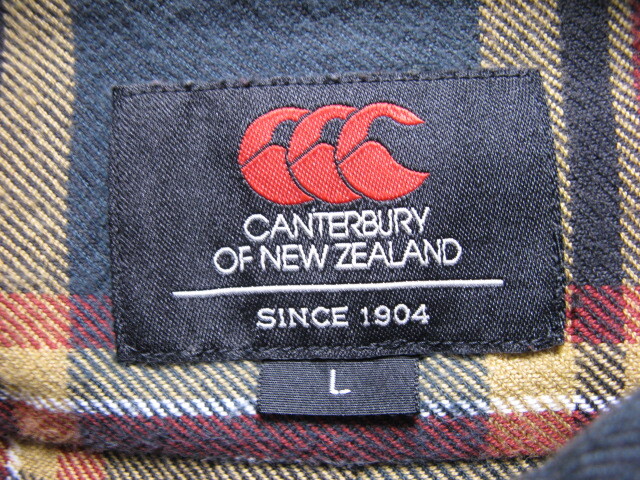 CANTERBURY
OF NEW ZEALAND
SINCE 1904
L